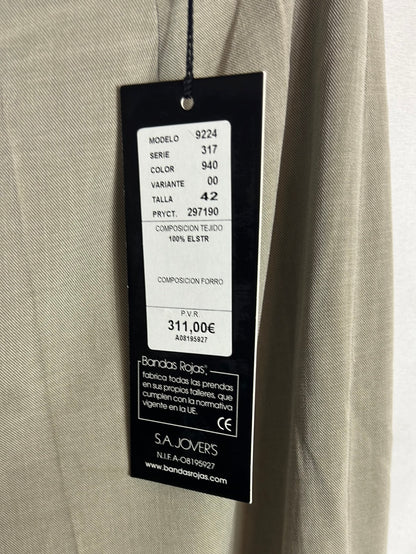 MODELO 9224
SERIE 317
COLOR 940
VARIANTE 00
TALLA 42
PRYCT. 297190
COMPOSICION TEJIDO
100% ELSTR
COMPOSICION FORRO
P.V.R.
311,00€
A08195927
Bandas Rojas®
fabrica todas las prendas
en sus propios talleres, que
cumplen con la normativa
vigente en la UE.
CE
S.A. JOVER'S
N.I.F. A-08195927
www.bandasrojas.com